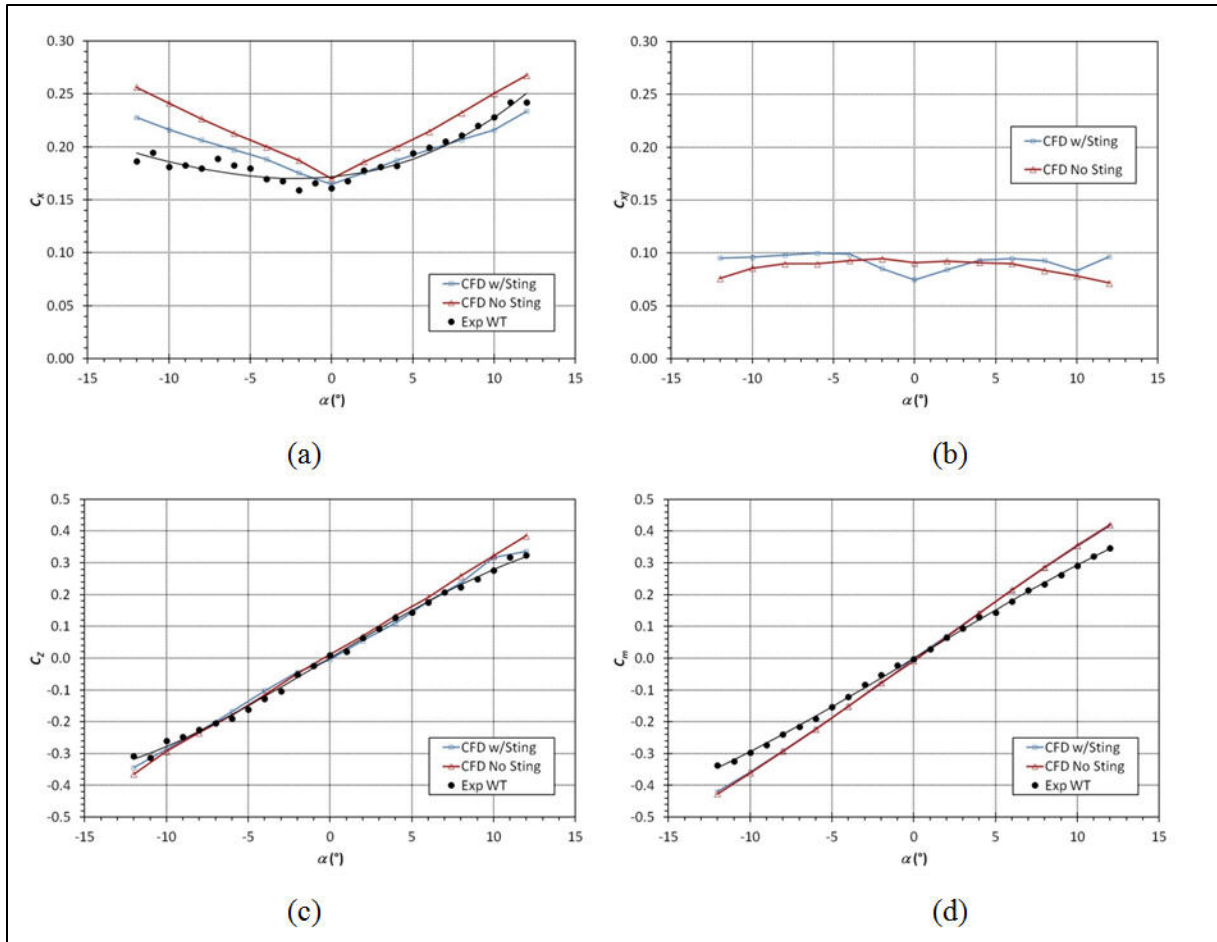 0.30
0.25
0.20
0.15
0.10
0.05
0.00
-15 -10 -5 0 5 10 15
Cx
α (°)
CFD w/Sting
CFD No Sting
Exp WT
(a)
0.30
0.25
0.20
0.15
0.10
0.05
0.00
-15 -10 -5 0 5 10 15
Cxf
α (°)
CFD w/Sting
CFD No Sting
(b)
0.5
0.4
0.3
0.2
0.1
0.0
-0.1
-0.2
-0.3
-0.4
-0.5
-15 -10 -5 0 5 10 15
Cz
α (°)
CFD w/Sting
CFD No Sting
Exp WT
(c)
0.5
0.4
0.3
0.2
0.1
0.0
-0.1
-0.2
-0.3
-0.4
-0.5
-15 -10 -5 0 5 10 15
Cm
α (°)
CFD w/Sting
CFD No Sting
Exp WT
(d)